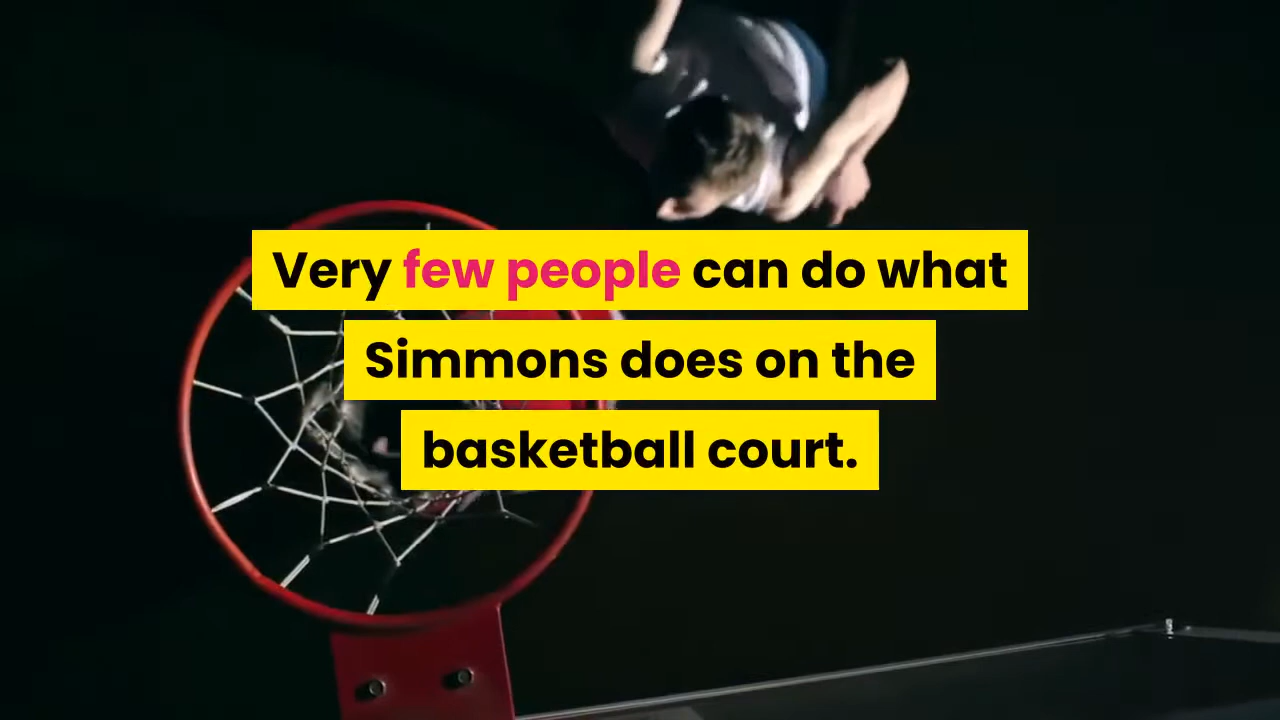 Very few people can do what
Simmons does on the
basketball court.